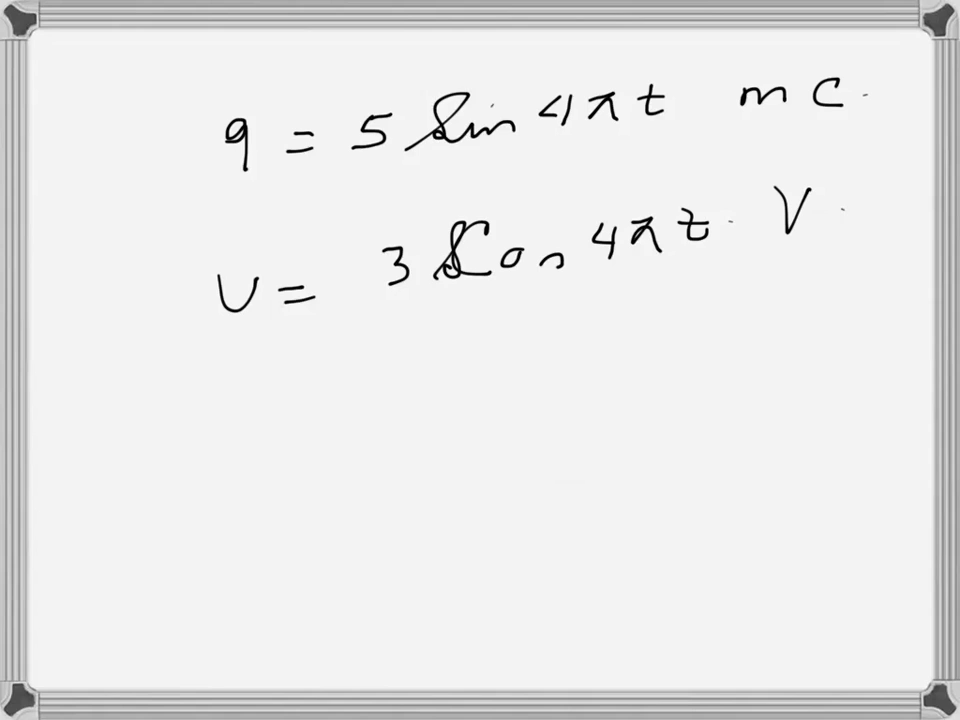 q = 5 Sin 4πt mC.
v = 3 Cos 4πt. V.